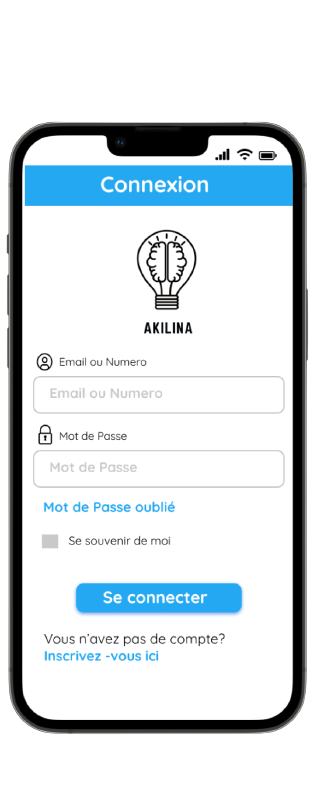 Connexion
AKILINA
Email ou Numero
Email ou Numero
Mot de Passe
Mot de Passe
Mot de Passe oublié
Se souvenir de moi
Se connecter
Vous n’avez pas de compte?
Inscrivez -vous ici